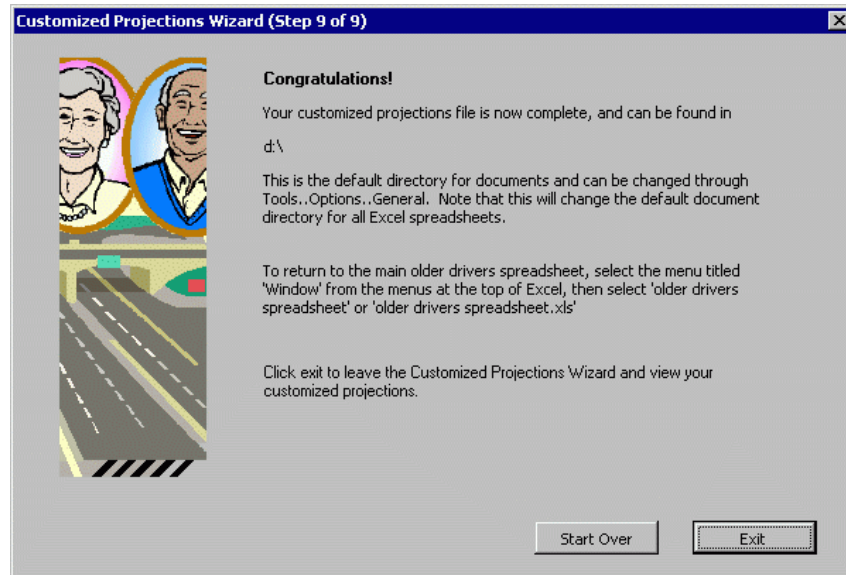 Customized Projections Wizard (Step 9 of 9)
Congratulations!
Your customized projections file is now complete, and can be found in
d:\
This is the default directory for documents and can be changed through
Tools..Options..General.  Note that this will change the default document
directory for all Excel spreadsheets.
To return to the main older drivers spreadsheet, select the menu titled
'Window' from the menus at the top of Excel, then select 'older drivers
spreadsheet' or 'older drivers spreadsheet.xls'
Click exit to leave the Customized Projections Wizard and view your
customized projections.
Start Over
Exit